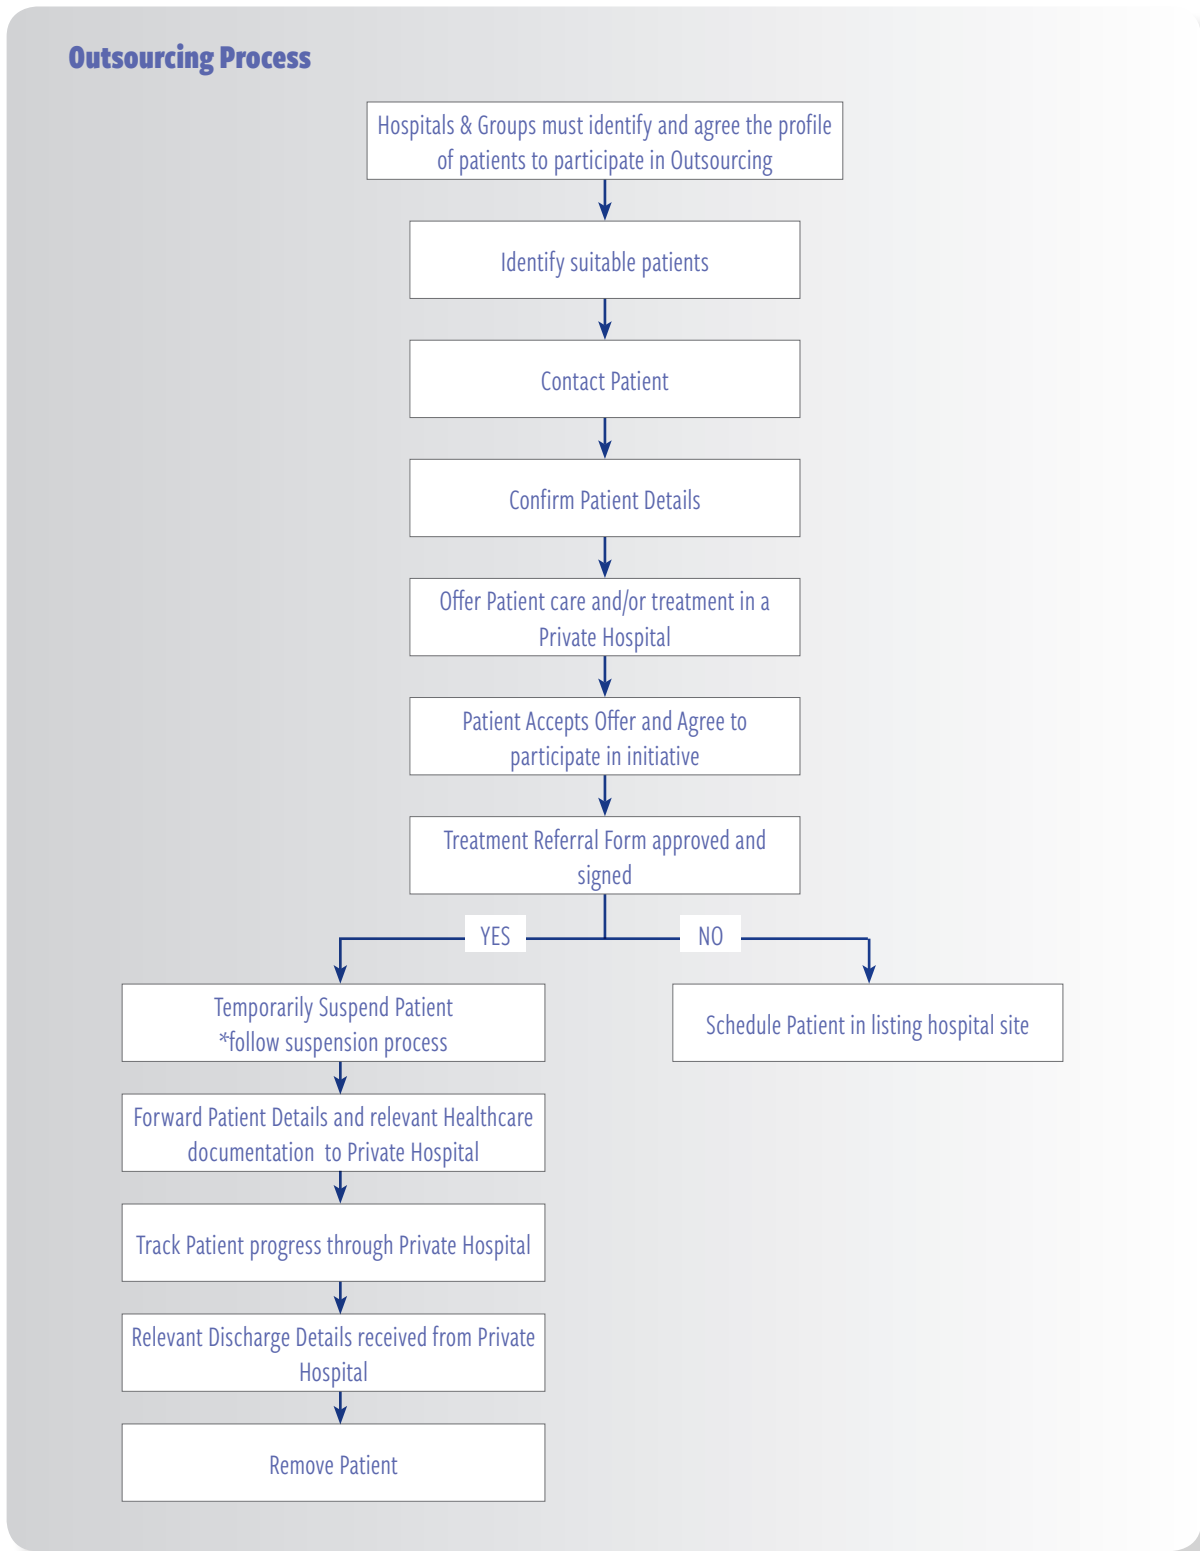 Outsourcing Process
Hospitals & Groups must identify and agree the profile
of patients to participate in Outsourcing
Identify suitable patients
Contact Patient
Confirm Patient Details
Offer Patient care and/or treatment in a
Private Hospital
Patient Accepts Offer and Agree to
participate in initiative
Treatment Referral Form approved and
signed
YES
NO
Temporarily Suspend Patient
*follow suspension process
Schedule Patient in listing hospital site
Forward Patient Details and relevant Healthcare
documentation to Private Hospital
Track Patient progress through Private Hospital
Relevant Discharge Details received from Private
Hospital
Remove Patient